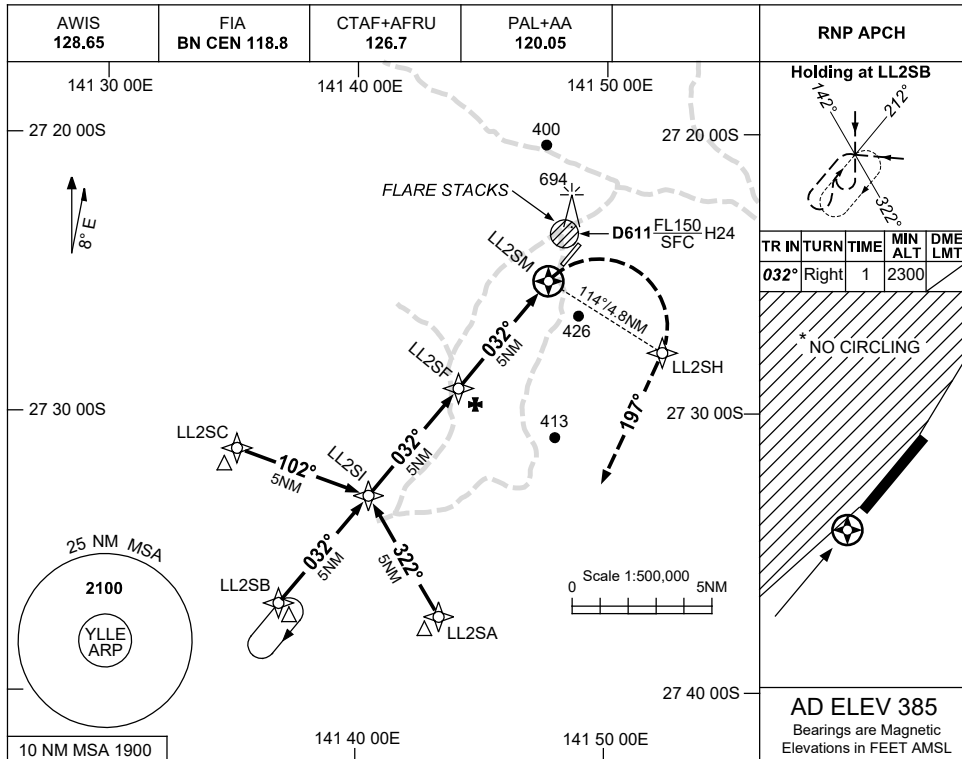 AWIS
128.65
FIA
BN CEN 118.8
CTAF+AFRU
126.7
PAL+AA
120.05
RNP APCH
141 30 00E
141 40 00E
141 50 00E
27 20 00S
27 20 00S
8° E
400
694
FLARE STACKS
D611 FL150 H24
SFC
LL2SM
114°/4.8NM
426
032°
5NM
LL2SH
LL2SF
197°
27 30 00S
27 30 00S
413
LL2SC
102°
5NM
LL2SI
032°
5NM
25 NM MSA
2100
YLLE
ARP
LL2SB
032°
5NM
322°
5NM
LL2SA
Scale 1:500,000
0
5NM
27 40 00S
141 40 00E
141 50 00E
10 NM MSA 1900
Holding at LL2SB
142°
212°
322°
TR IN TURN TIME MIN ALT DME LMT
032° Right 1 2300
* NO CIRCLING
AD ELEV 385
Bearings are Magnetic
Elevations in FEET AMSL